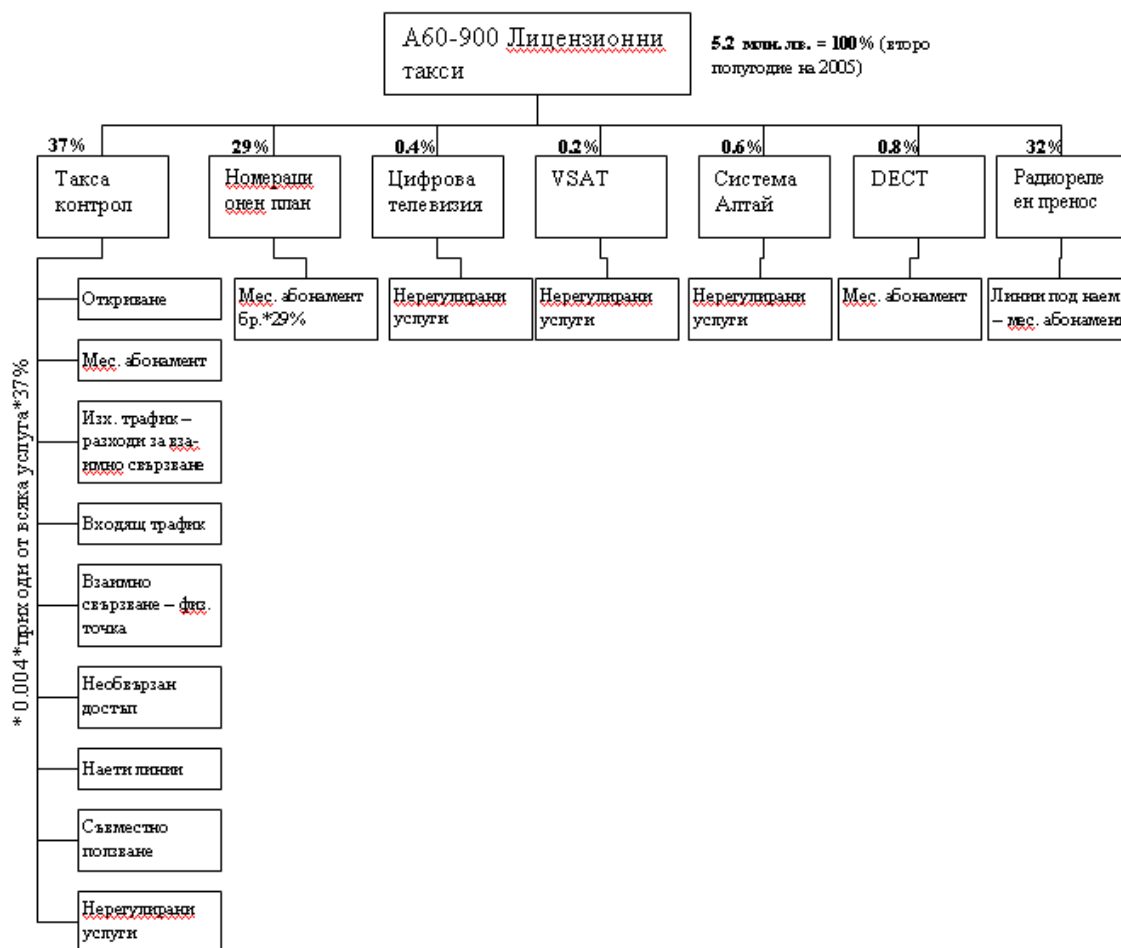 А60-900 Лицензионни
такси
5.2 млн. лв. = 100% (второ
полугодие на 2005)
37%
29%
0.4%
0.2%
0.6%
0.8%
32%
Такса
контрол
Номераци
онен план
Цифрова
телевизия
VSAT
Система
Алтай
DECT
Радиореле
ен пренос
Откриване
Мес. абонамент
бр.*29%
Нерегулирани
услуги
Нерегулирани
услуги
Нерегулирани
услуги
Мес. абонамент
Линии под наем
– мес. абонамент
Мес. абонамент
Изх. трафик –
разходи за вза-
имно свързване
Входящ трафик
Взаимно
свързване – физ.
точка
Необвързан
достъп
Наети линии
Съвместно
ползване
Нерегулирани
услуги
* 0.004*приходи от всяка услуга*37%